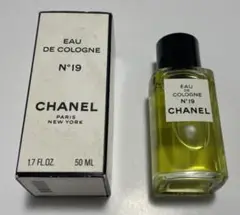 EAU
DE COLOGNE
N°19
CHANEL
PARIS
NEW YORK
1.7 FL.OZ. 50 ML
EAU
DE
COLOGNE
N°19
CHANEL